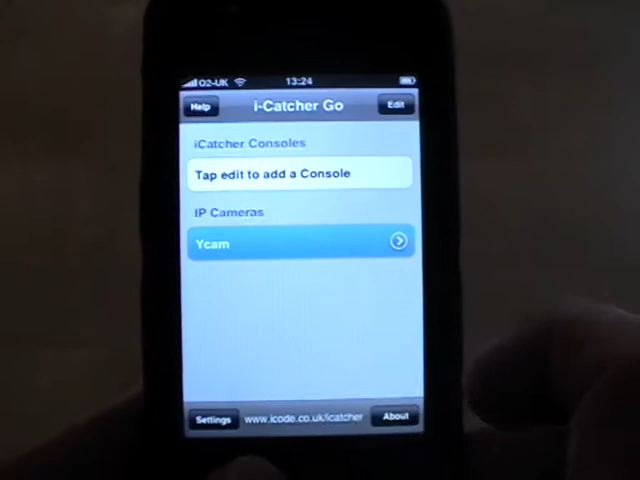 O2-UK 13:24
Help i-Catcher Go Edit
iCatcher Consoles
Tap edit to add a Console
IP Cameras
Ycam
Settings www.icode.co.uk/icatcher About